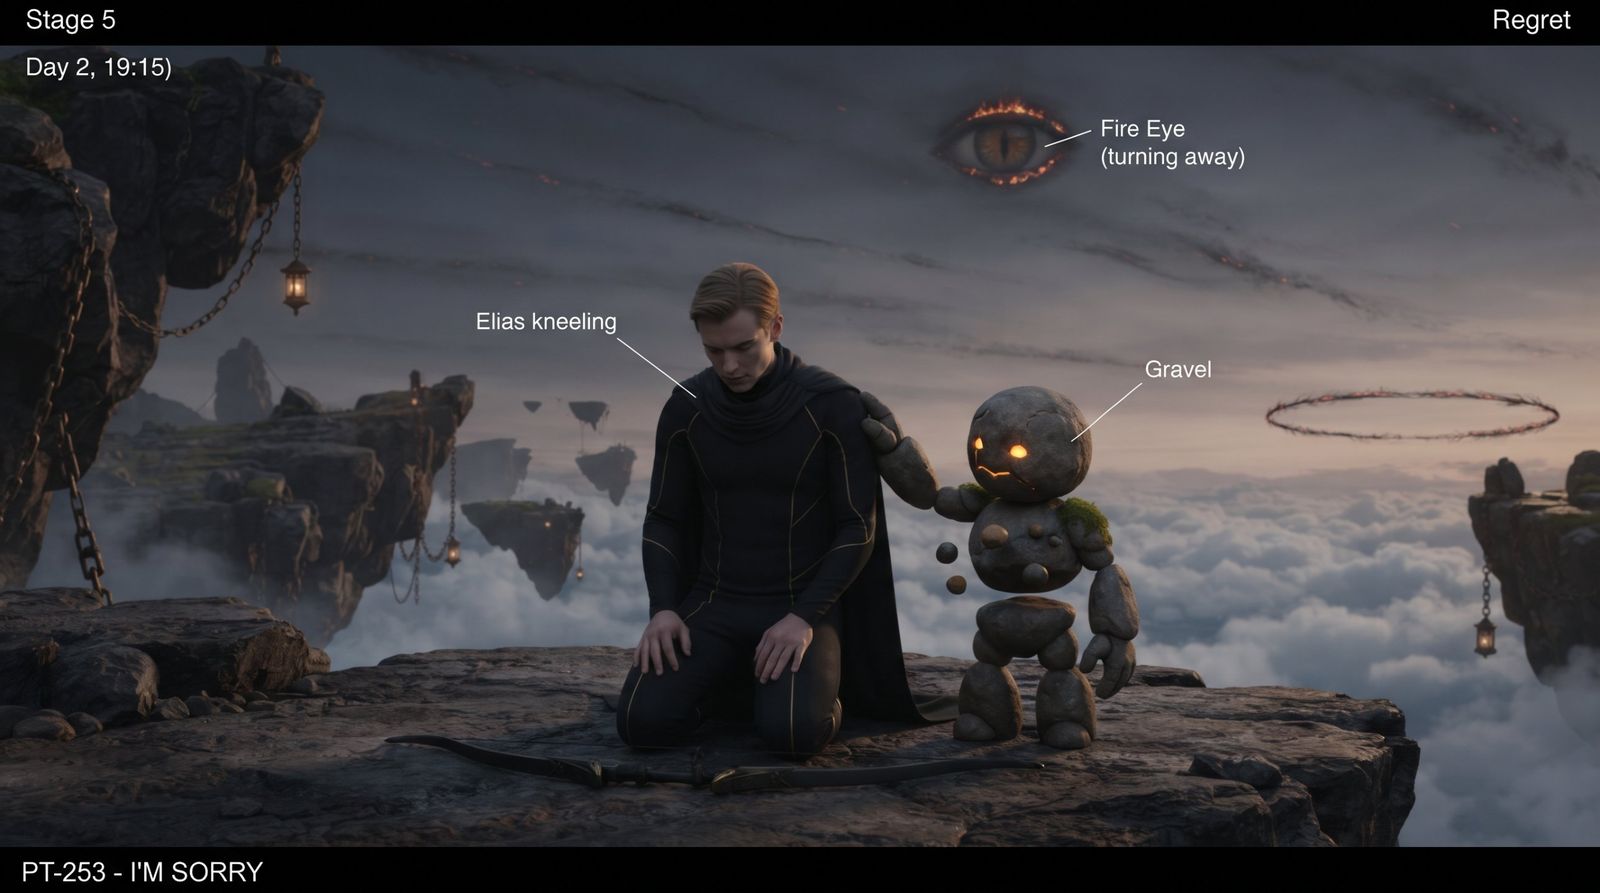 Stage 5
Regret
Day 2, 19:15)
Fire Eye
(turning away)
Elias kneeling
Gravel
PT-253 - I'M SORRY